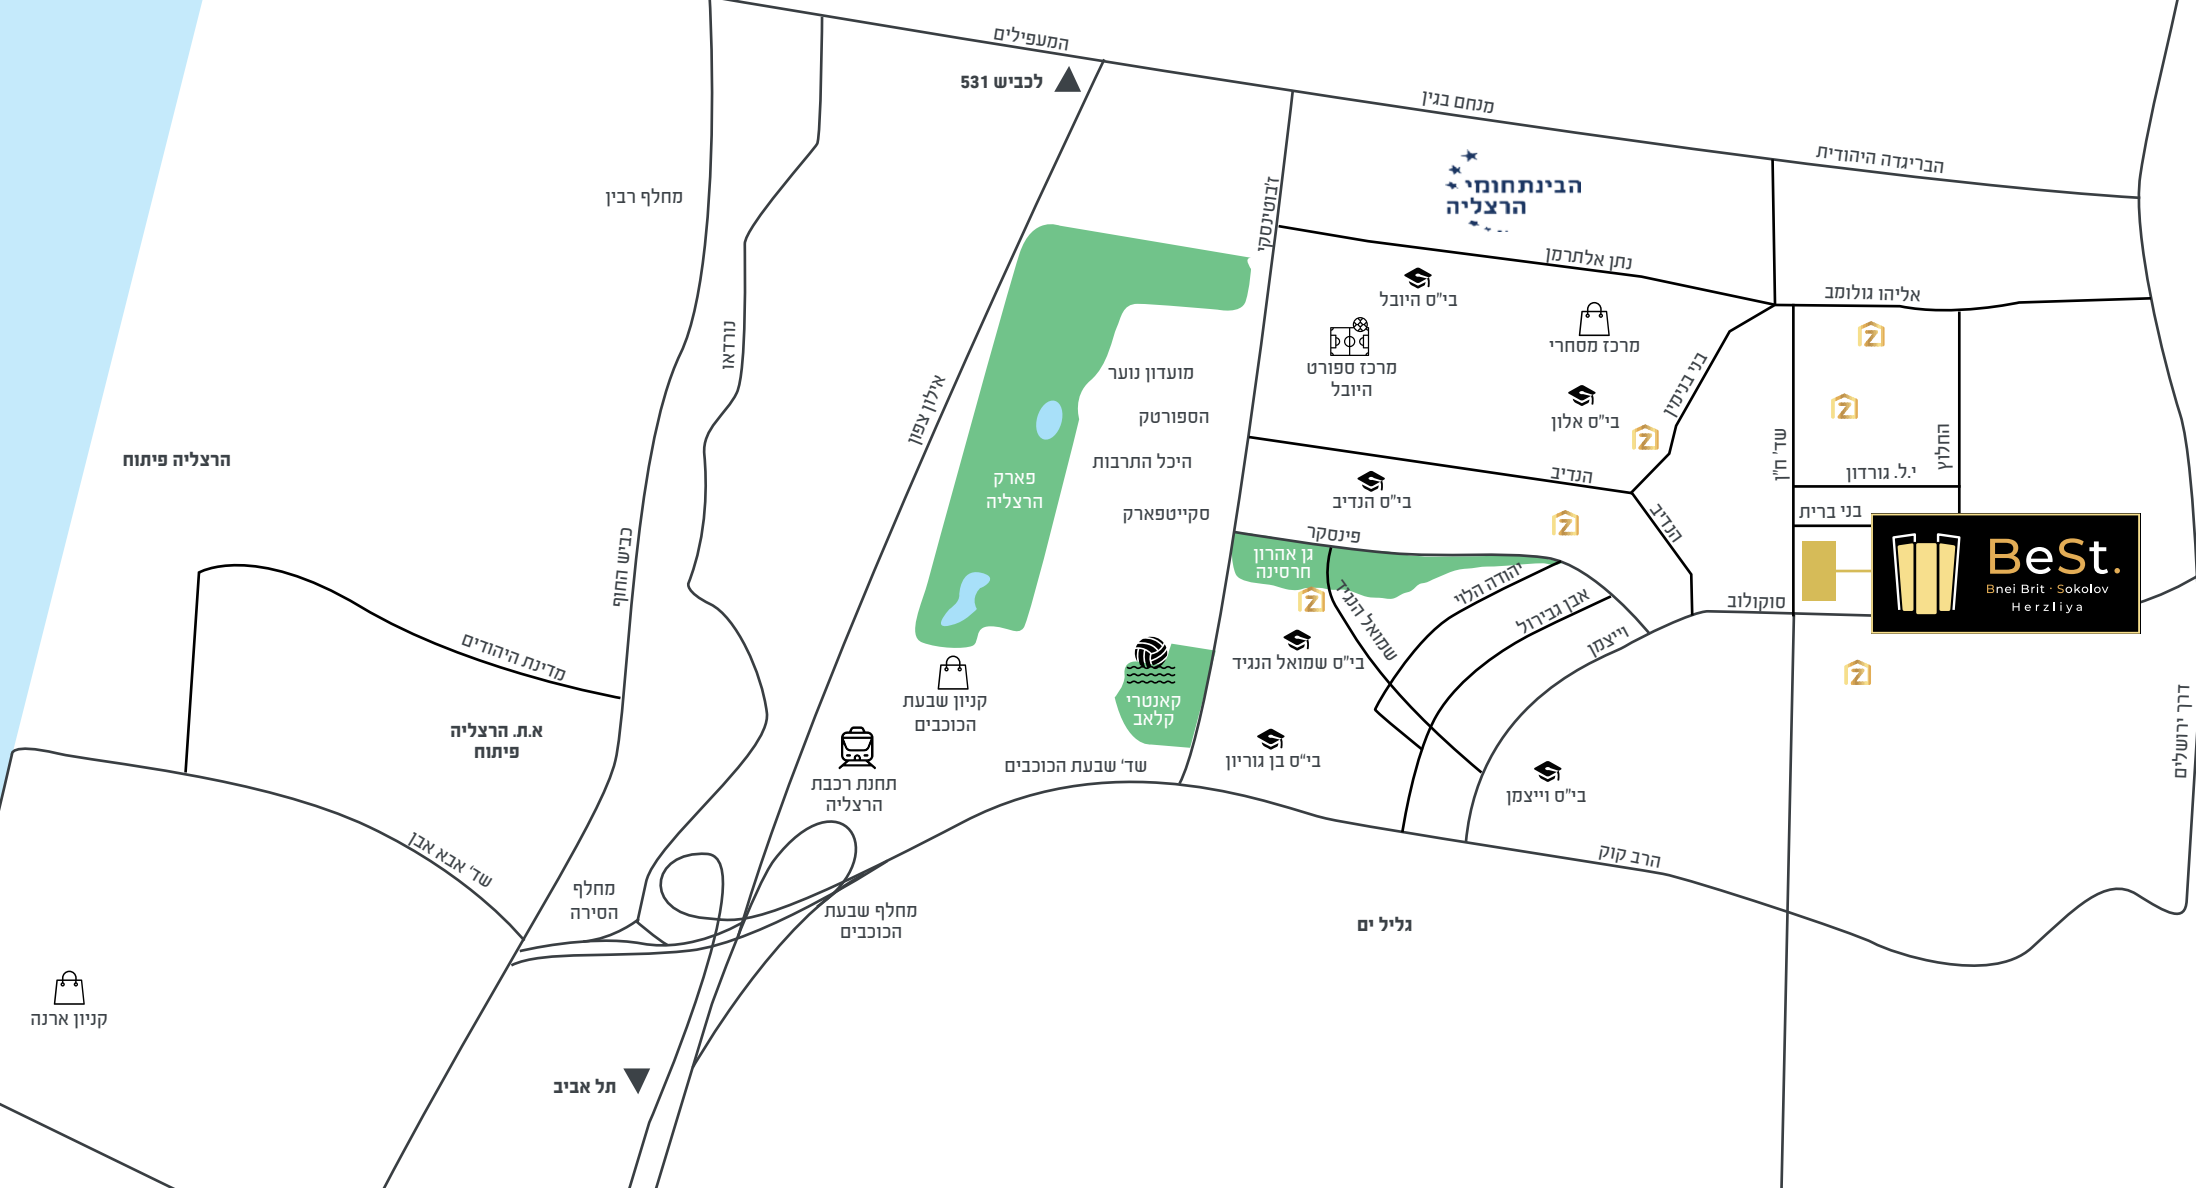 המעפילים
לכביש 531
מנחם בגין
הבריגדה היהודית
הבינתחומי
הרצליה
מחלף רבין
ז'בוטינסקי
נתן אלתרמן
בי"ס היובל
אליהו גולומב
מרכז מסחרי
מרכז ספורט
היובל
נורדאו
מועדון נוער
אילון צפון
הספורטק
בי"ס אלון
בני בנימין
שד' ח"ן
החלוץ
היכל התרבות
הרצליה פיתוח
פארק
הרצליה
הנדיב
י.ל. גורדון
בי"ס הנדיב
סקייטפארק
בני ברית
הנדיב
פינסקר
גן אהרון
חרסינה
כביש החוף
יהודה הלוי
אבן גבירול
שמואל הנגיד
סוקולוב
BeSt.
Bnei Brit · Sokolov
Herzliya
וייצמן
מדינת היהודים
בי"ס שמואל הנגיד
קניון שבעת
הכוכבים
קאנטרי
קלאב
א.ת. הרצליה
פיתוח
דרך ירושלים
שד' שבעת הכוכבים
בי"ס בן גוריון
תחנת רכבת
הרצליה
בי"ס וייצמן
שד' אבא אבן
הרב קוק
מחלף
הסירה
מחלף שבעת
הכוכבים
גליל ים
קניון ארנה
תל אביב
Z
Z
Z
Z
Z
Z